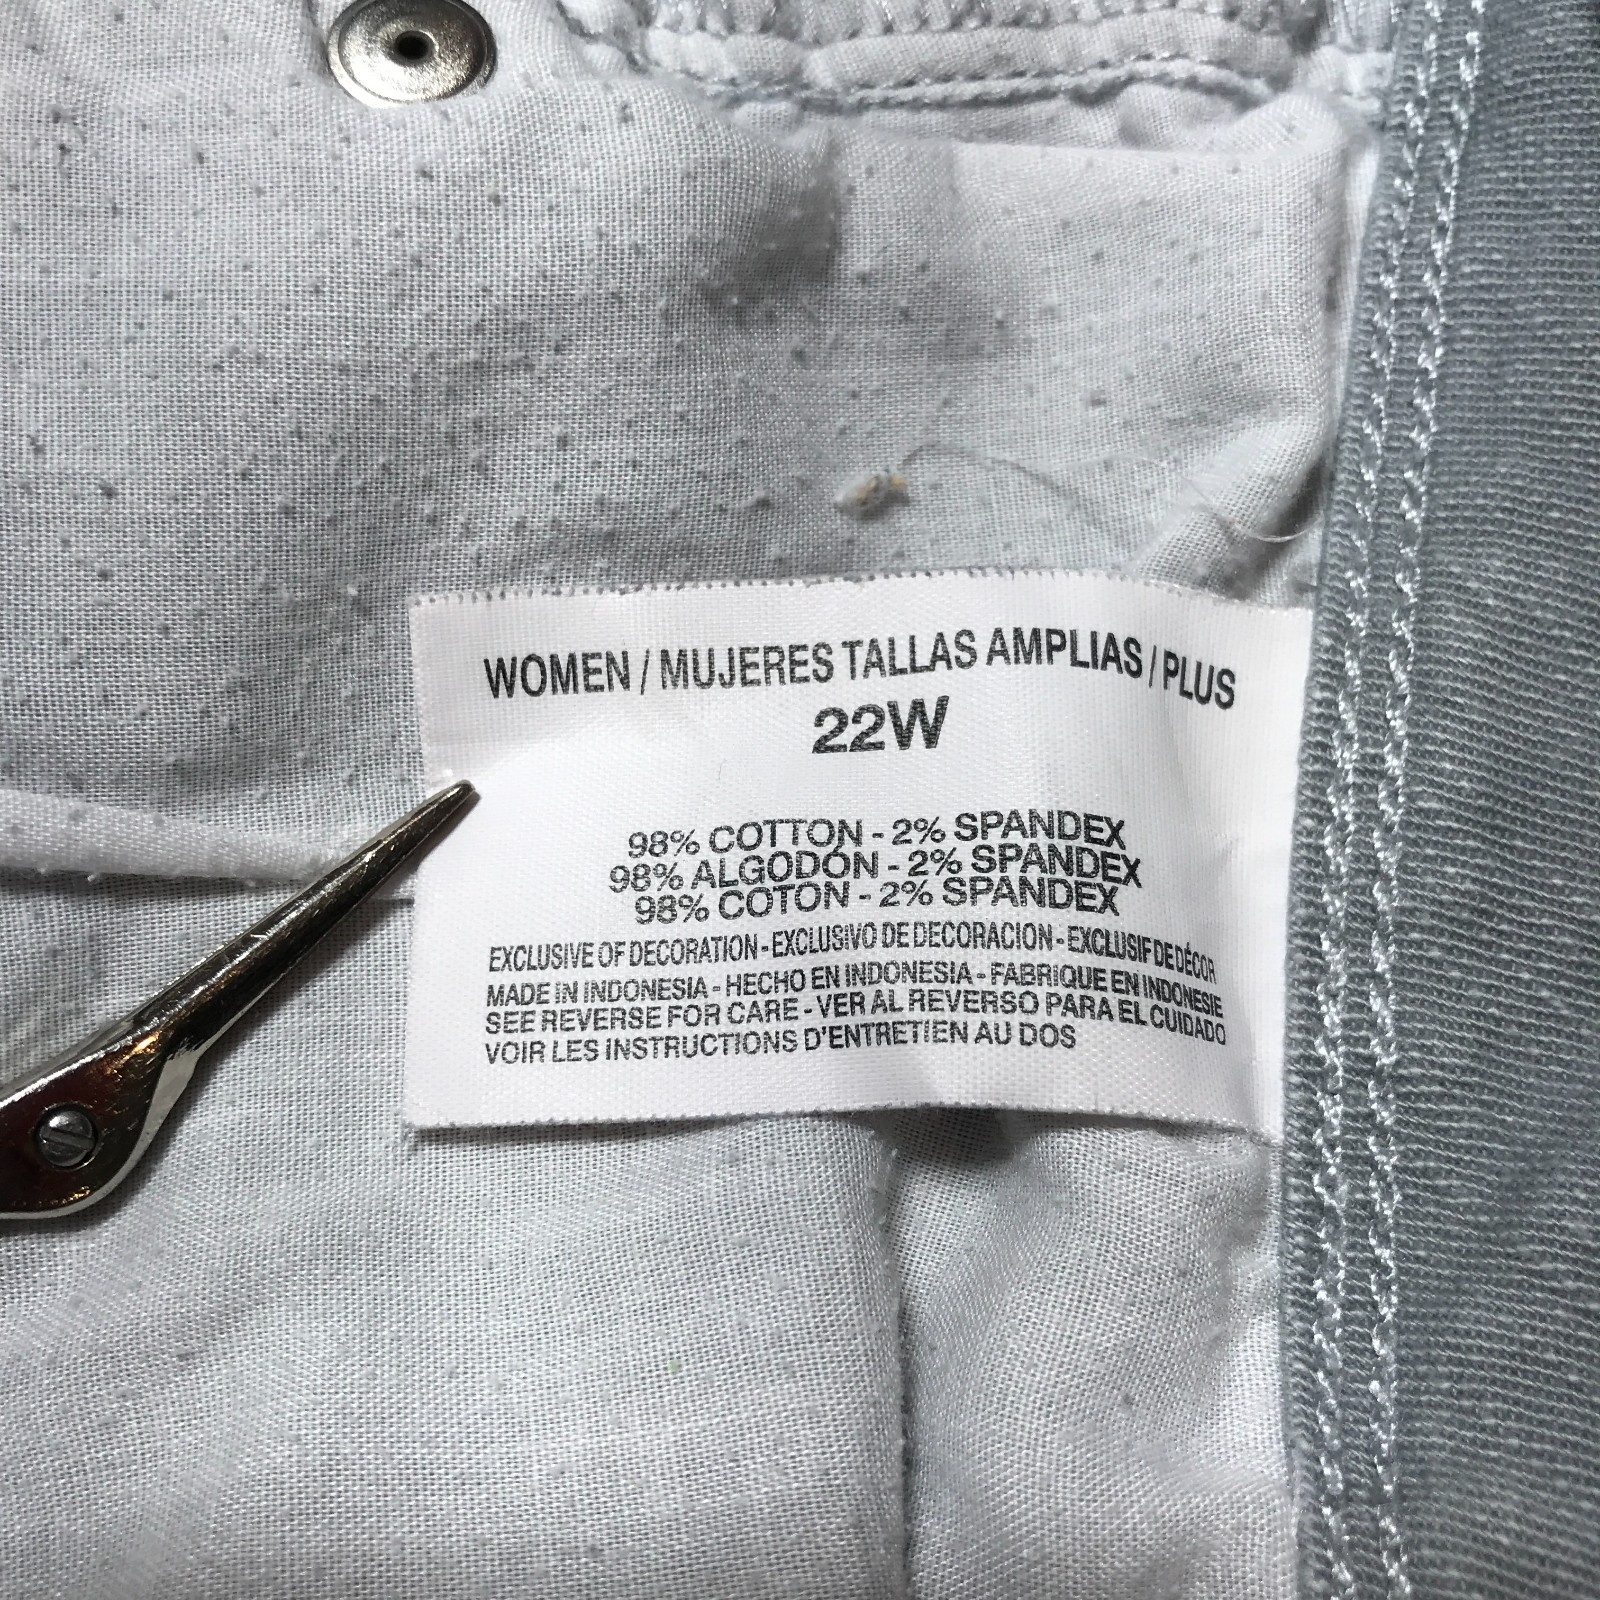 WOMEN / MUJERES TALLAS AMPLIAS / PLUS
22W
98% COTTON - 2% SPANDEX
98% ALGODÓN - 2% SPANDEX
98% COTON - 2% SPANDEX
EXCLUSIVE OF DECORATION - EXCLUSIVO DE DECORACION - EXCLUSIF DE DÉCOR
MADE IN INDONESIA - HECHO EN INDONESIA - FABRIQUE EN INDONESIE
SEE REVERSE FOR CARE - VER AL REVERSO PARA EL CUIDADO
VOIR LES INSTRUCTIONS D'ENTRETIEN AU DOS